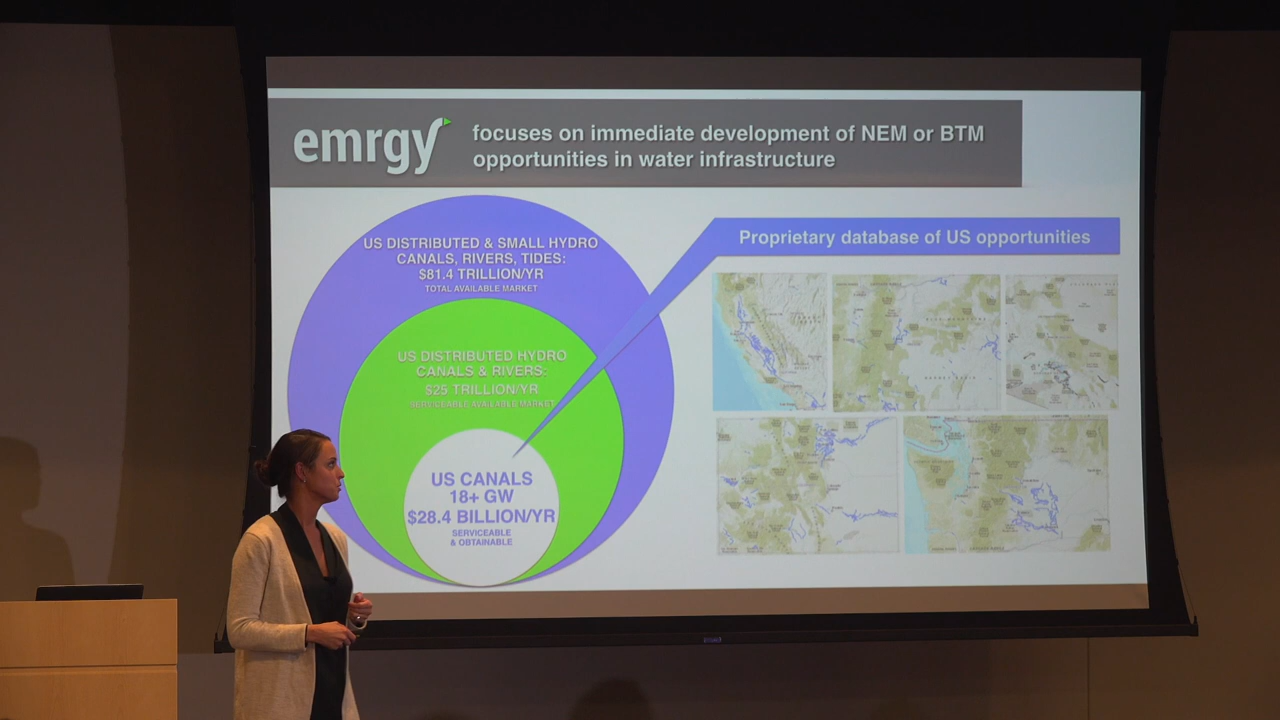 emrgy
focuses on immediate development of NEM or BTM
opportunities in water infrastructure
US DISTRIBUTED & SMALL HYDRO
CANALS, RIVERS, TIDES:
$81.4 TRILLION/YR
TOTAL AVAILABLE MARKET
US DISTRIBUTED HYDRO
CANALS & RIVERS:
$25 TRILLION/YR
SERVICEABLE AVAILABLE MARKET
US CANALS
18+ GW
$28.4 BILLION/YR
SERVICEABLE
& OBTAINABLE
Proprietary database of US opportunities